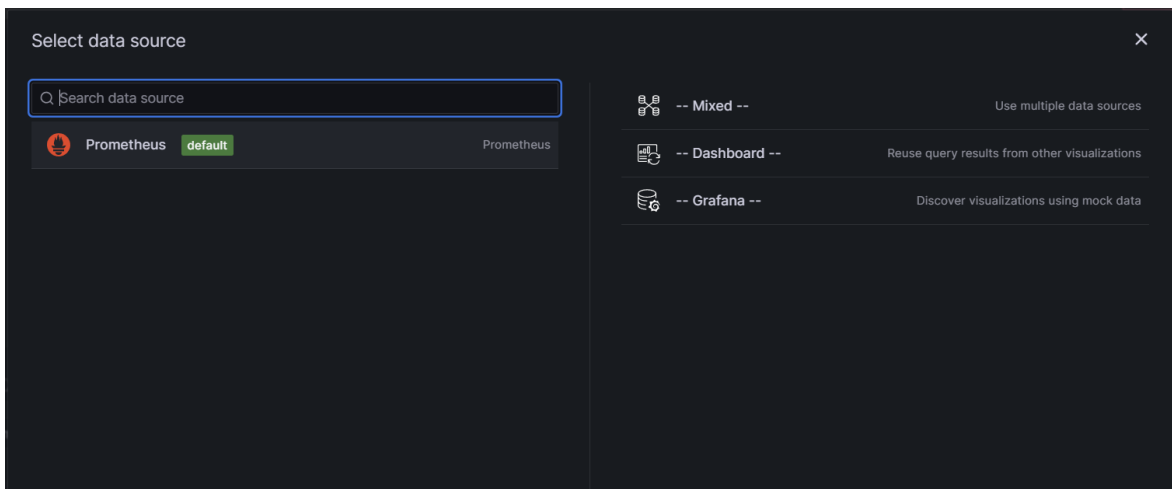 Select data source
Search data source
Prometheus default Prometheus
-- Mixed -- Use multiple data sources
-- Dashboard -- Reuse query results from other visualizations
-- Grafana -- Discover visualizations using mock data